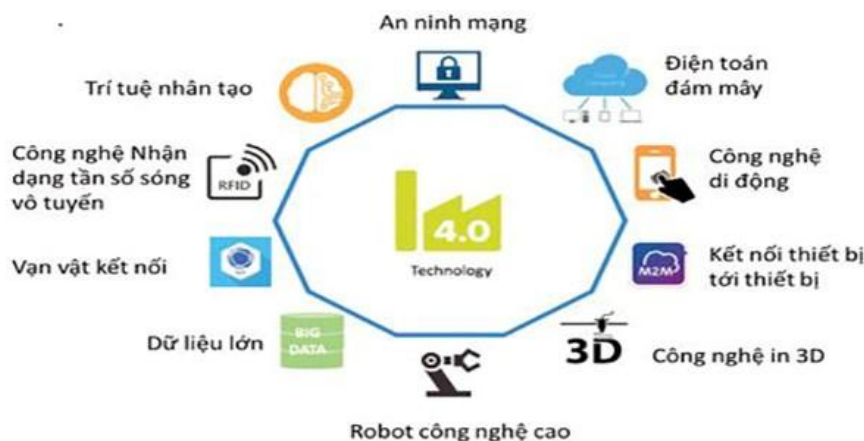 An ninh mạng
Điện toán
đám mây
Trí tuệ nhân tạo
Công nghệ Nhận
dạng tần số sóng
vô tuyến
RFID
Công nghệ
di động
4.0
Technology
Vạn vật kết nối
M2M
Kết nối thiết bị
tới thiết bị
Dữ liệu lớn
BIG
DATA
3D
Công nghệ in 3D
Robot công nghệ cao